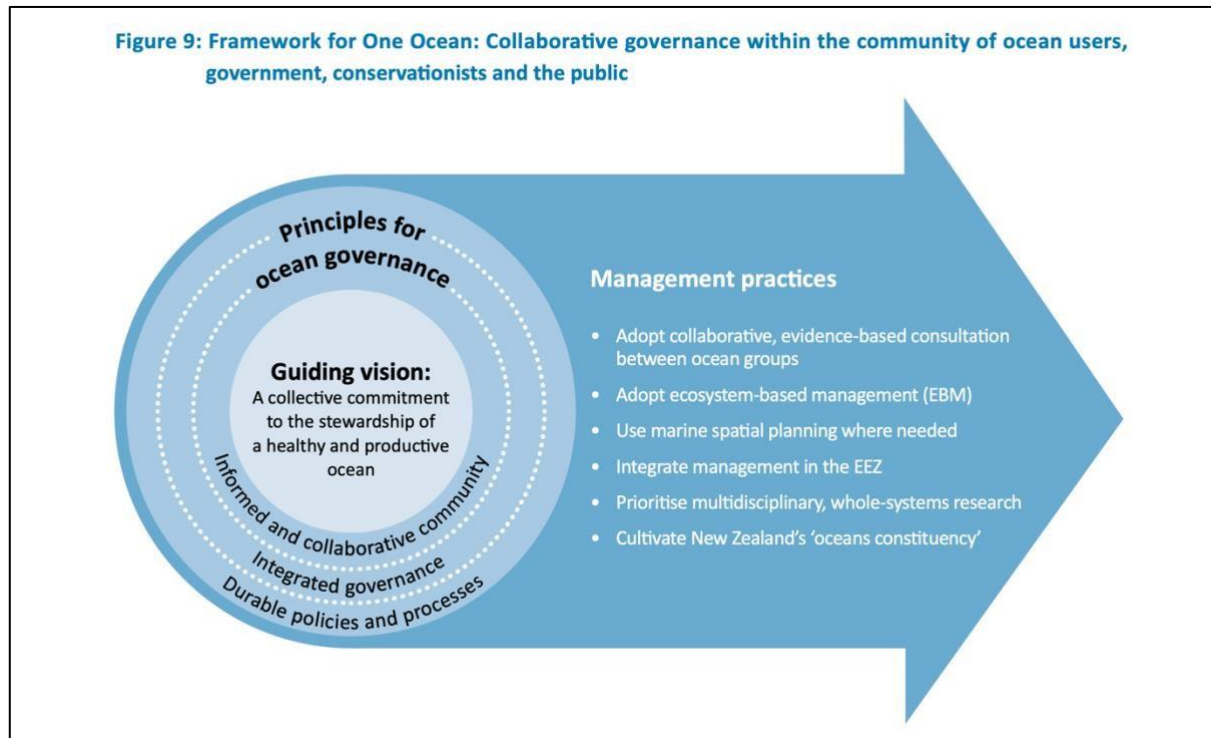 Figure 9: Framework for One Ocean: Collaborative governance within the community of ocean users,
government, conservationists and the public
Principles for
ocean governance
Guiding vision:
A collective commitment
to the stewardship of
a healthy and productive
ocean
Informed and collaborative community
Integrated governance
Durable policies and processes
Management practices
• Adopt collaborative, evidence-based consultation
between ocean groups
• Adopt ecosystem-based management (EBM)
• Use marine spatial planning where needed
• Integrate management in the EEZ
• Prioritise multidisciplinary, whole-systems research
• Cultivate New Zealand’s ‘oceans constituency’